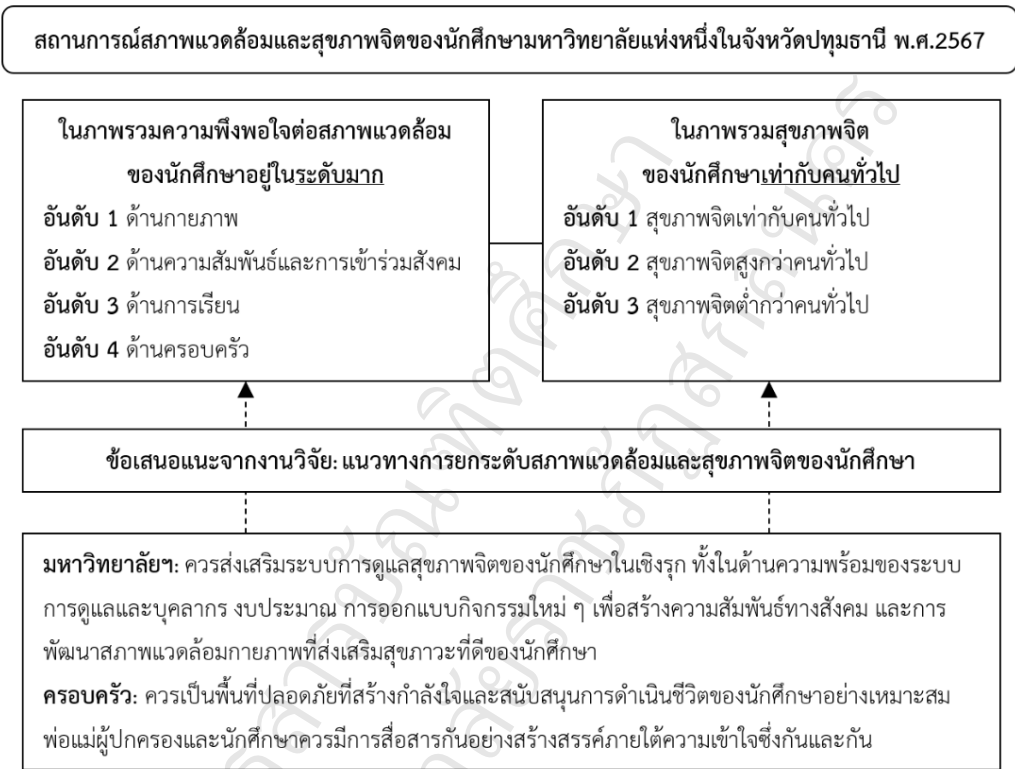 สถานการณ์สภาพแวดล้อมและสุขภาพจิตของนักศึกษามหาวิทยาลัยแห่งหนึ่งในจังหวัดปทุมธานี พ.ศ.2567
ในภาพรวมความพึงพอใจต่อสภาพแวดล้อม
ของนักศึกษาอยู่ในระดับมาก
อันดับ 1 ด้านกายภาพ
อันดับ 2 ด้านความสัมพันธ์และการเข้าร่วมสังคม
อันดับ 3 ด้านการเรียน
อันดับ 4 ด้านครอบครัว
ในภาพรวมสุขภาพจิต
ของนักศึกษาเท่ากับคนทั่วไป
อันดับ 1 สุขภาพจิตเท่ากับคนทั่วไป
อันดับ 2 สุขภาพจิตสูงกว่าคนทั่วไป
อันดับ 3 สุขภาพจิตต่ำกว่าคนทั่วไป
ข้อเสนอแนะจากงานวิจัย: แนวทางการยกระดับสภาพแวดล้อมและสุขภาพจิตของนักศึกษา
มหาวิทยาลัยฯ: ควรส่งเสริมระบบการดูแลสุขภาพจิตของนักศึกษาในเชิงรุก ทั้งในด้านความพร้อมของระบบ
การดูแลและบุคลากร งบประมาณ การออกแบบกิจกรรมใหม่ ๆ เพื่อสร้างความสัมพันธ์ทางสังคม และการ
พัฒนาสภาพแวดล้อมกายภาพที่ส่งเสริมสุขภาวะที่ดีของนักศึกษา
ครอบครัว: ควรเป็นพื้นที่ปลอดภัยที่สร้างกำลังใจและสนับสนุนการดำเนินชีวิตของนักศึกษาอย่างเหมาะสม
พ่อแม่ผู้ปกครองและนักศึกษาควรมีการสื่อสารกันอย่างสร้างสรรค์ภายใต้ความเข้าใจซึ่งกันและกัน